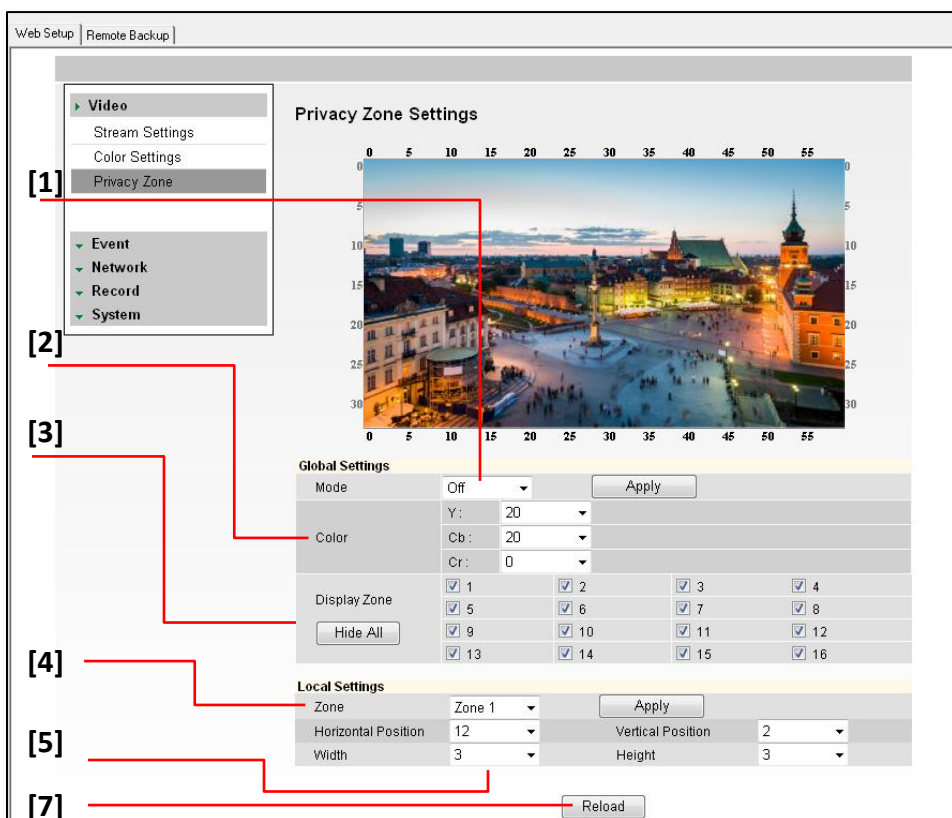 Web Setup Remote Backup
Video
Stream Settings
Color Settings
Privacy Zone
Event
Network
Record
System
Privacy Zone Settings
0 5 10 15 20 25 30 35 40 45 50 55
0 0
5 5
10 10
15 15
20 20
25 25
30 30
0 5 10 15 20 25 30 35 40 45 50 55
[1]
[2]
[3]
[4]
[5]
[7]
Global Settings
Mode Off Apply
Color
Y: 20
Cb: 20
Cr: 0
Display Zone
Hide All
1 2 3 4
5 6 7 8
9 10 11 12
13 14 15 16
Local Settings
Zone Zone 1 Apply
Horizontal Position 12 Vertical Position 2
Width 3 Height 3
Reload